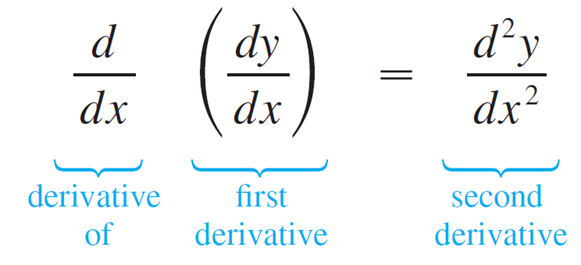 d/dx (dy/dx) = d²y/dx²
derivative first second
of derivative derivative